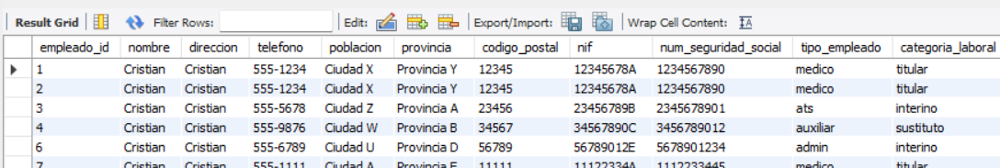 Result Grid Filter Rows: Edit: Export/Import: Wrap Cell Content: IA
empleado_id nombre direccion telefono poblacion provincia codigo_postal nif num_seguridad_social tipo_empleado categoria_laboral
1 Cristian Cristian 555-1234 Ciudad X Provincia Y 12345 12345678A 1234567890 medico titular
2 Cristian Cristian 555-1234 Ciudad X Provincia Y 12345 12345678A 1234567890 medico titular
3 Cristian Cristian 555-5678 Ciudad Z Provincia A 23456 23456789B 2345678901 ats interino
4 Cristian Cristian 555-9876 Ciudad W Provincia B 34567 34567890C 3456789012 auxiliar sustituto
6 Cristian Cristian 555-6789 Ciudad U Provincia D 56789 56789012E 5678901234 admin interino
7 Cristian Cristian 555-1111 Ciudad A Provincia E 11111 11122334A 1112233445 medico titular